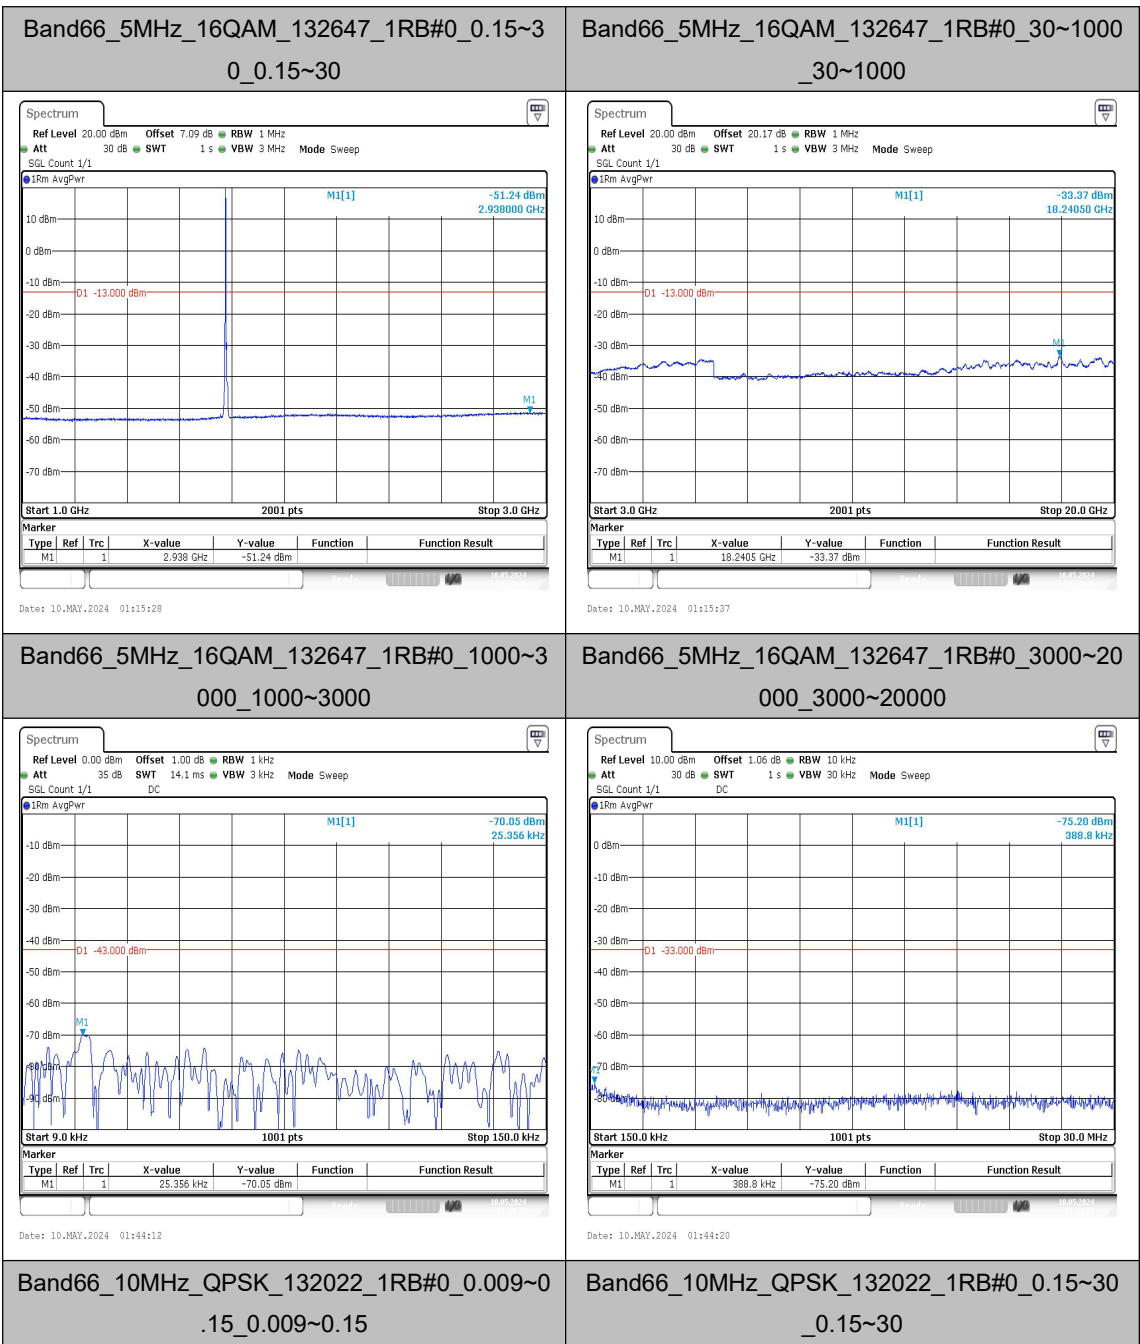 Band66_5MHz_16QAM_132647_1RB#0_0.15~3
0_0.15~30
Band66_5MHz_16QAM_132647_1RB#0_30~1000
_30~1000
Spectrum
Ref Level 20.00 dBm Offset 7.09 dB RBW 1 MHz
Att 30 dB SWT 1 s VBW 3 MHz Mode Sweep
SGL Count 1/1
1Rm AvgPwr
M1[1] -51.24 dBm
2.938000 GHz
10 dBm
0 dBm
-10 dBm
D1 -13.000 dBm
-20 dBm
-30 dBm
-40 dBm
-50 dBm
M1
-60 dBm
-70 dBm
Start 1.0 GHz 2001 pts Stop 3.0 GHz
Marker
Type Ref Trc X-value Y-value Function Function Result
M1 1 2.938 GHz -51.24 dBm
10.05.2024
Date: 10.MAY.2024 01:15:28
Spectrum
Ref Level 20.00 dBm Offset 20.17 dB RBW 1 MHz
Att 30 dB SWT 1 s VBW 3 MHz Mode Sweep
SGL Count 1/1
1Rm AvgPwr
M1[1] -33.37 dBm
18.24050 GHz
10 dBm
0 dBm
-10 dBm
D1 -13.000 dBm
-20 dBm
-30 dBm
M1
-40 dBm
-50 dBm
-60 dBm
-70 dBm
Start 3.0 GHz 2001 pts Stop 20.0 GHz
Marker
Type Ref Trc X-value Y-value Function Function Result
M1 1 18.2405 GHz -33.37 dBm
10.05.2024
Date: 10.MAY.2024 01:15:37
Band66_5MHz_16QAM_132647_1RB#0_1000~3
000_1000~3000
Band66_5MHz_16QAM_132647_1RB#0_3000~20
000_3000~20000
Spectrum
Ref Level 0.00 dBm Offset 1.00 dB RBW 1 kHz
Att 35 dB SWT 14.1 ms VBW 3 kHz Mode Sweep
SGL Count 1/1 DC
1Rm AvgPwr
M1[1] -70.05 dBm
25.356 kHz
-10 dBm
-20 dBm
-30 dBm
-40 dBm
D1 -43.000 dBm
-50 dBm
-60 dBm
M1
-70 dBm
-80 dBm
-90 dBm
Start 9.0 kHz 1001 pts Stop 150.0 kHz
Marker
Type Ref Trc X-value Y-value Function Function Result
M1 1 25.356 kHz -70.05 dBm
10.05.2024
Date: 10.MAY.2024 01:44:12
Spectrum
Ref Level 10.00 dBm Offset 1.06 dB RBW 10 kHz
Att 30 dB SWT 1 s VBW 30 kHz Mode Sweep
SGL Count 1/1 DC
1Rm AvgPwr
M1[1] -75.20 dBm
388.8 kHz
0 dBm
-10 dBm
-20 dBm
-30 dBm
D1 -33.000 dBm
-40 dBm
-50 dBm
-60 dBm
-70 dBm
M1
-80 dBm
Start 150.0 kHz 1001 pts Stop 30.0 MHz
Marker
Type Ref Trc X-value Y-value Function Function Result
M1 1 388.8 kHz -75.20 dBm
10.05.2024
Date: 10.MAY.2024 01:44:20
Band66_10MHz_QPSK_132022_1RB#0_0.009~0
.15_0.009~0.15
Band66_10MHz_QPSK_132022_1RB#0_0.15~30
_0.15~30